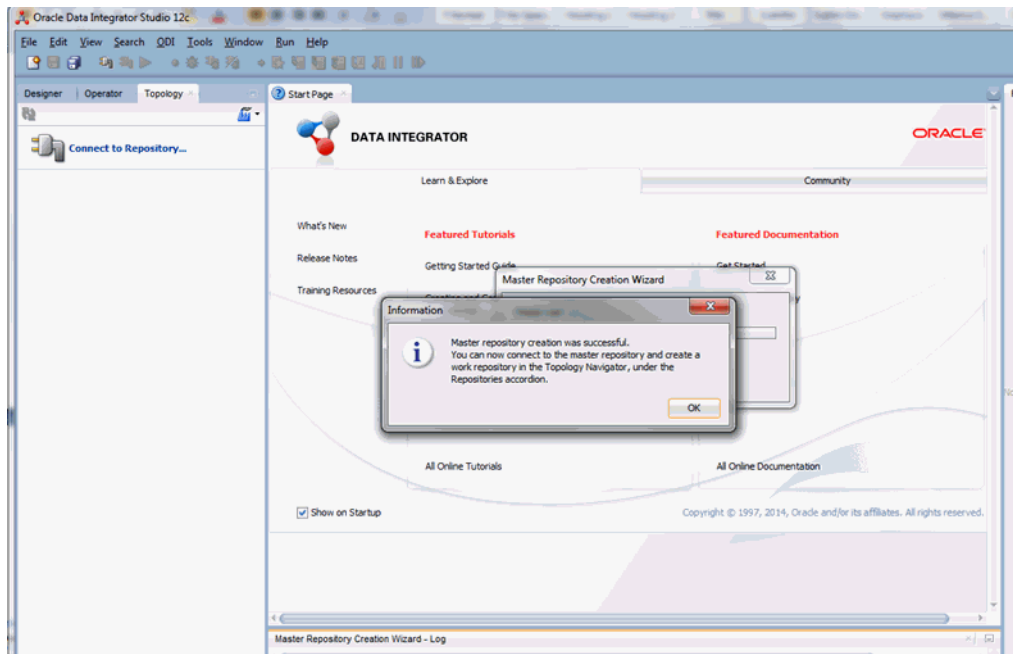 Oracle Data Integrator Studio 12c
File Edit View Search ODI Tools Window Run Help
Designer Operator Topology
Start Page
Connect to Repository...
DATA INTEGRATOR
ORACLE
Learn & Explore
Community
What's New
Featured Tutorials
Featured Documentation
Release Notes
Getting Started Guide
Get Started
Training Resources
Master Repository Creation Wizard
Information
Master repository creation was successful.
You can now connect to the master repository and create a
work repository in the Topology Navigator, under the
Repositories accordion.
OK
All Online Tutorials
All Online Documentation
Show on Startup
Copyright © 1997, 2014, Oracle and/or its affiliates. All rights reserved.
Master Repository Creation Wizard - Log